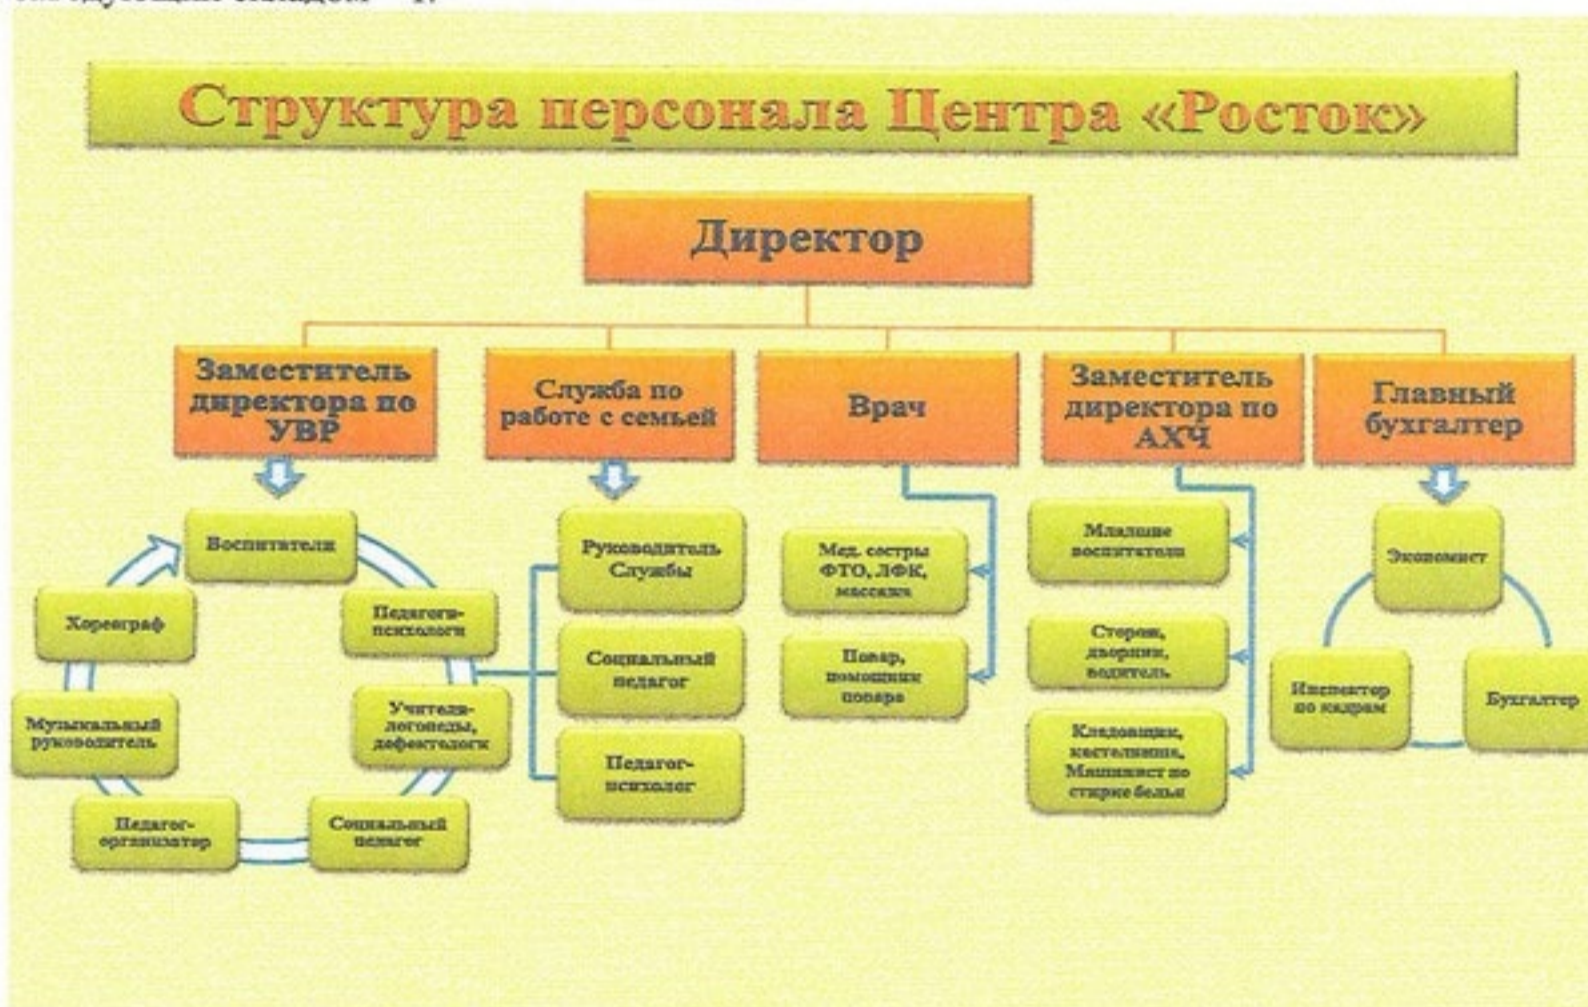 Структура персонала Центра «Росток»
Директор
Заместитель
директора по
УВР
Служба по
работе с семьей
Врач
Заместитель
директора по
АХЧ
Главный
бухгалтер
Воспитатели
Педагоги-
психологи
Учителя-
логопеды,
дефектологи
Социальный
педагог
Педагог-
организатор
Музыкальный
руководитель
Хореограф
Руководитель
Службы
Социальный
педагог
Педагог-
психолог
Мед. сестры
ФТО, ЛФК,
массажа
Повар,
помощник
повара
Младшие
воспитатели
Сторож,
дворник,
водитель
Кладовщик,
кастелянша,
Машинист по
стирке белья
Экономист
Инспектор
по кадрам
Бухгалтер